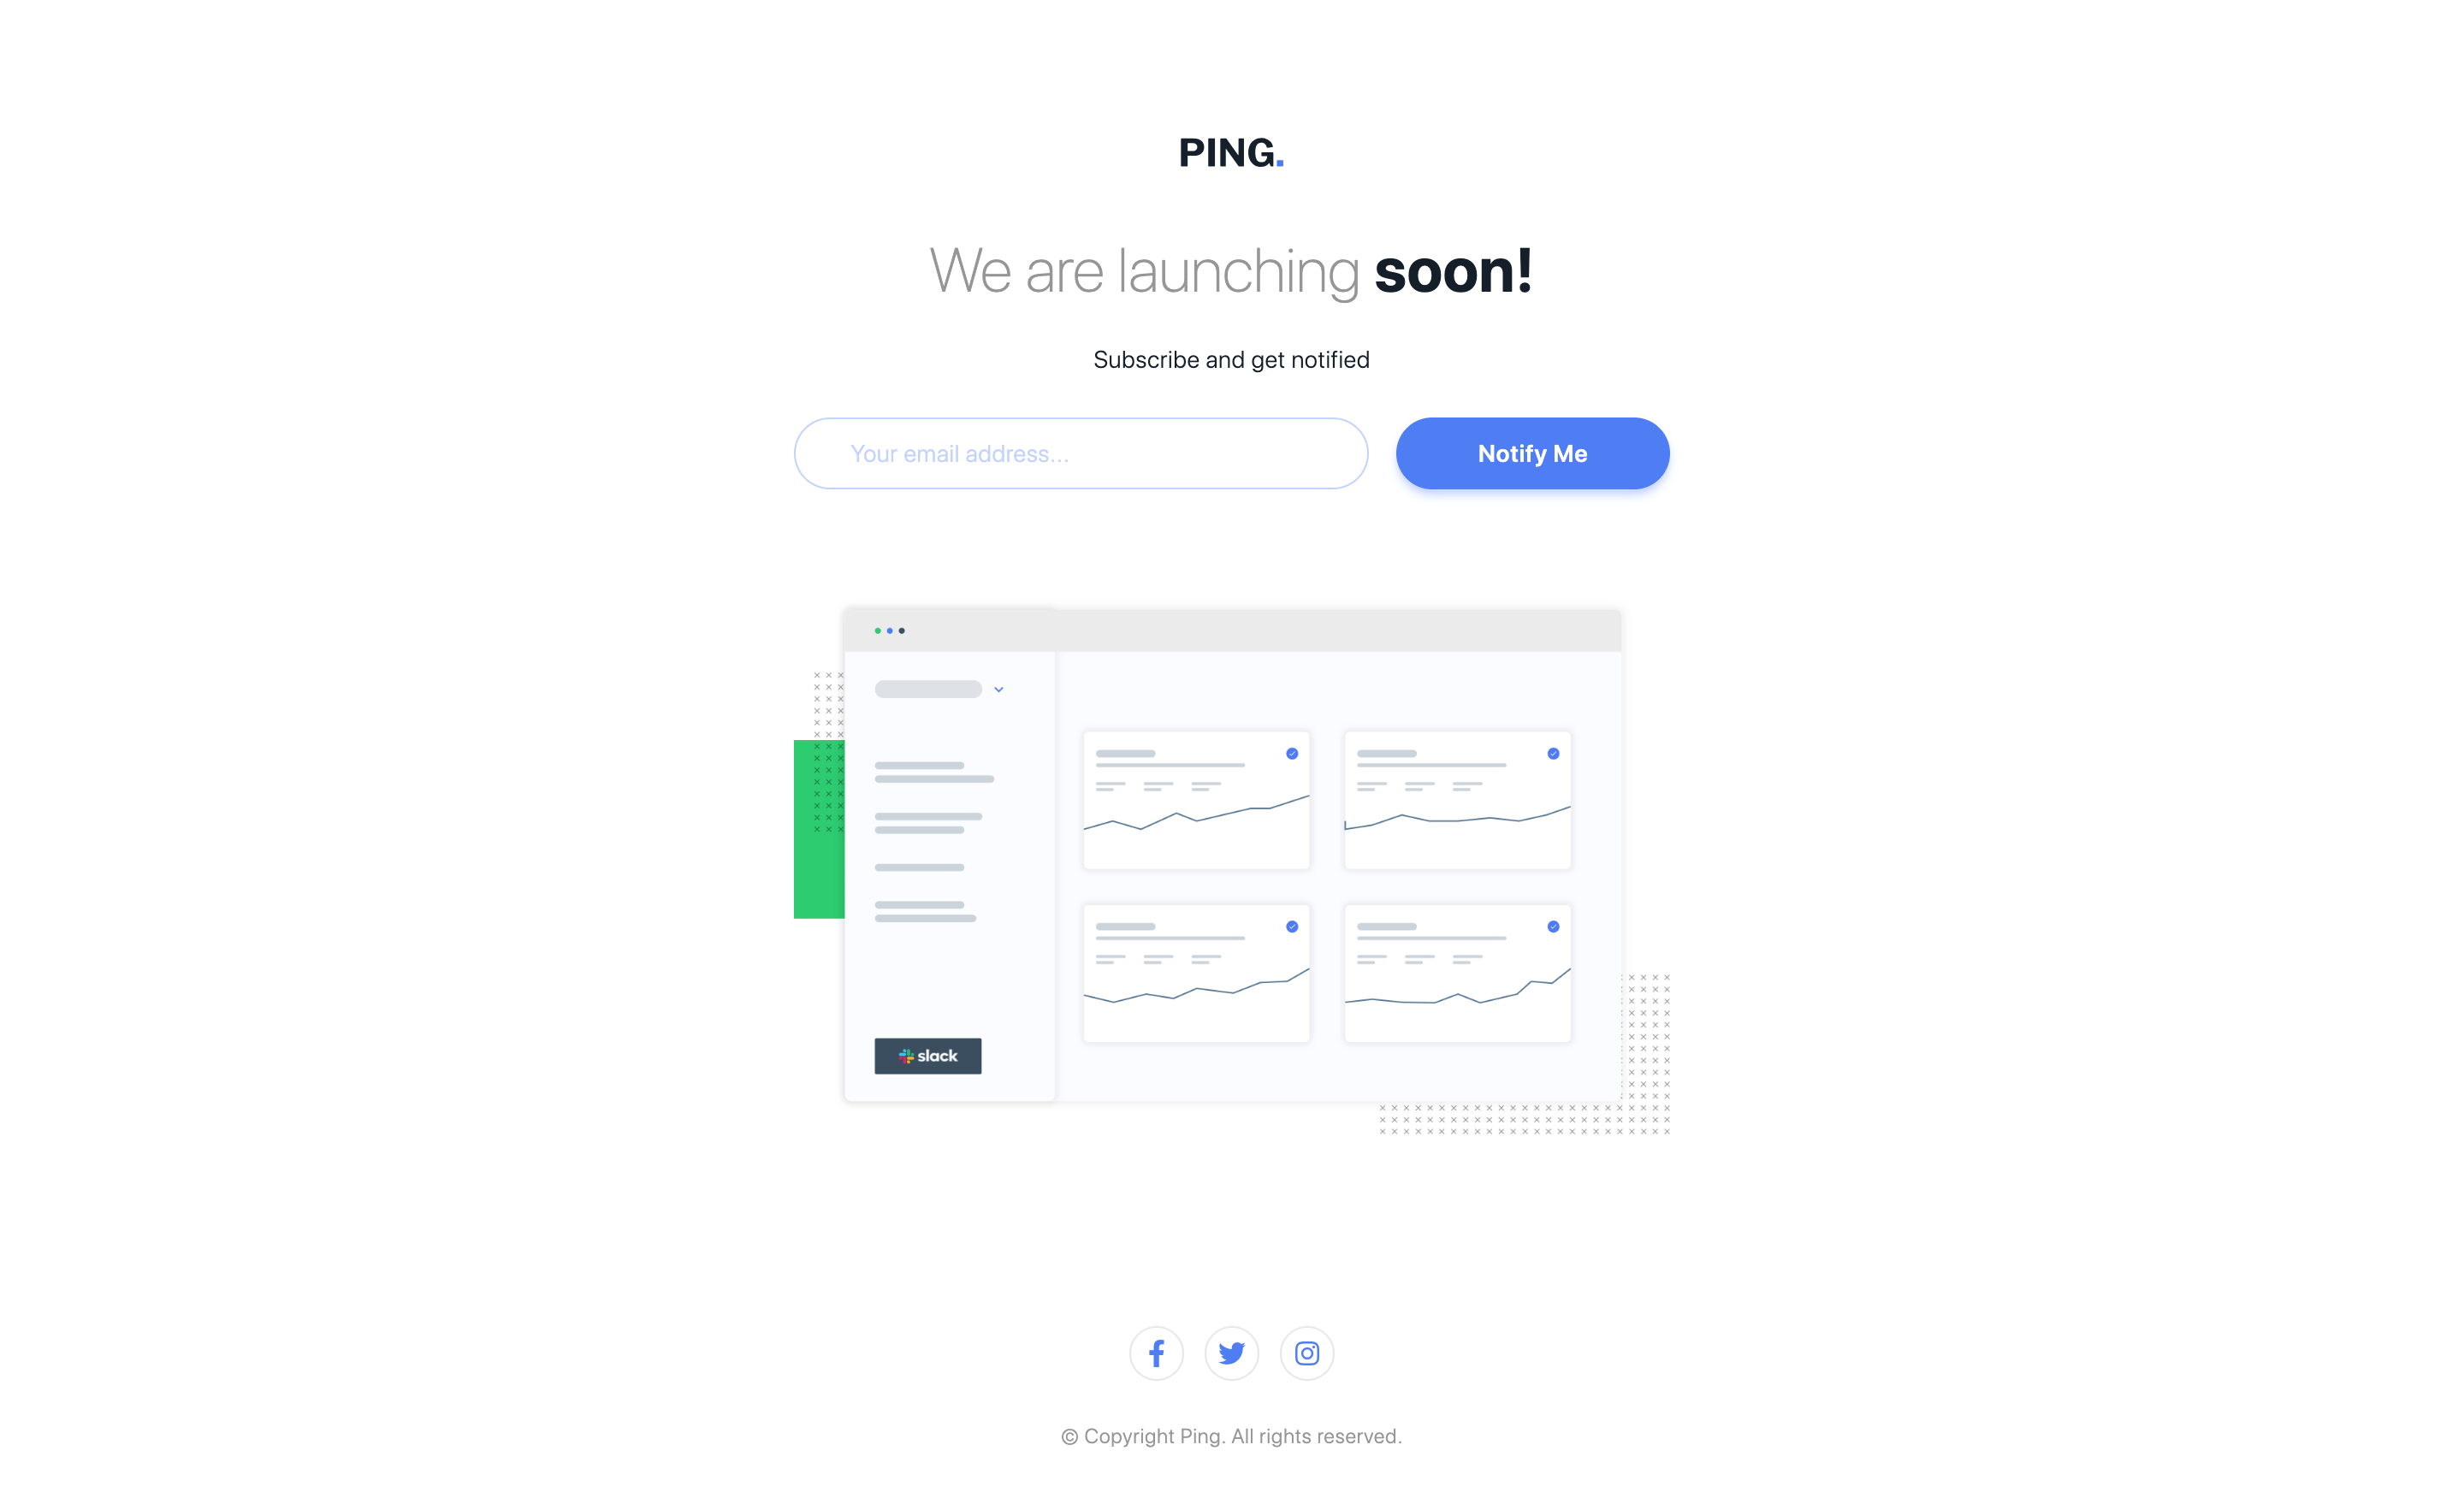 PING.
We are launching soon!
Subscribe and get notified
Your email address...
Notify Me
slack
© Copyright Ping. All rights reserved.